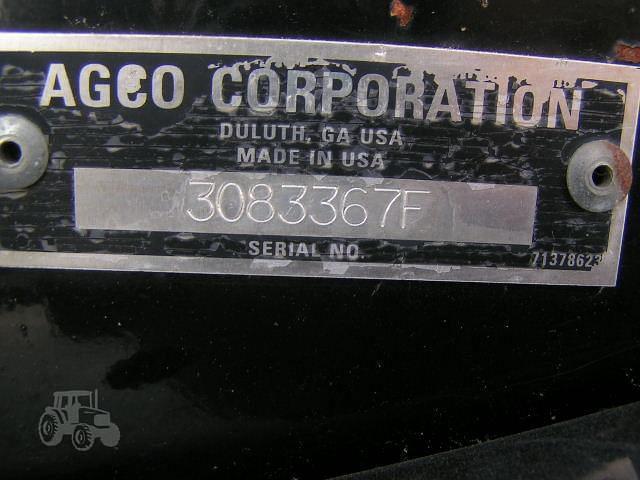 AGCO CORPORATION
DULUTH, GA USA
MADE IN USA
3083367F
SERIAL NO.
71378623